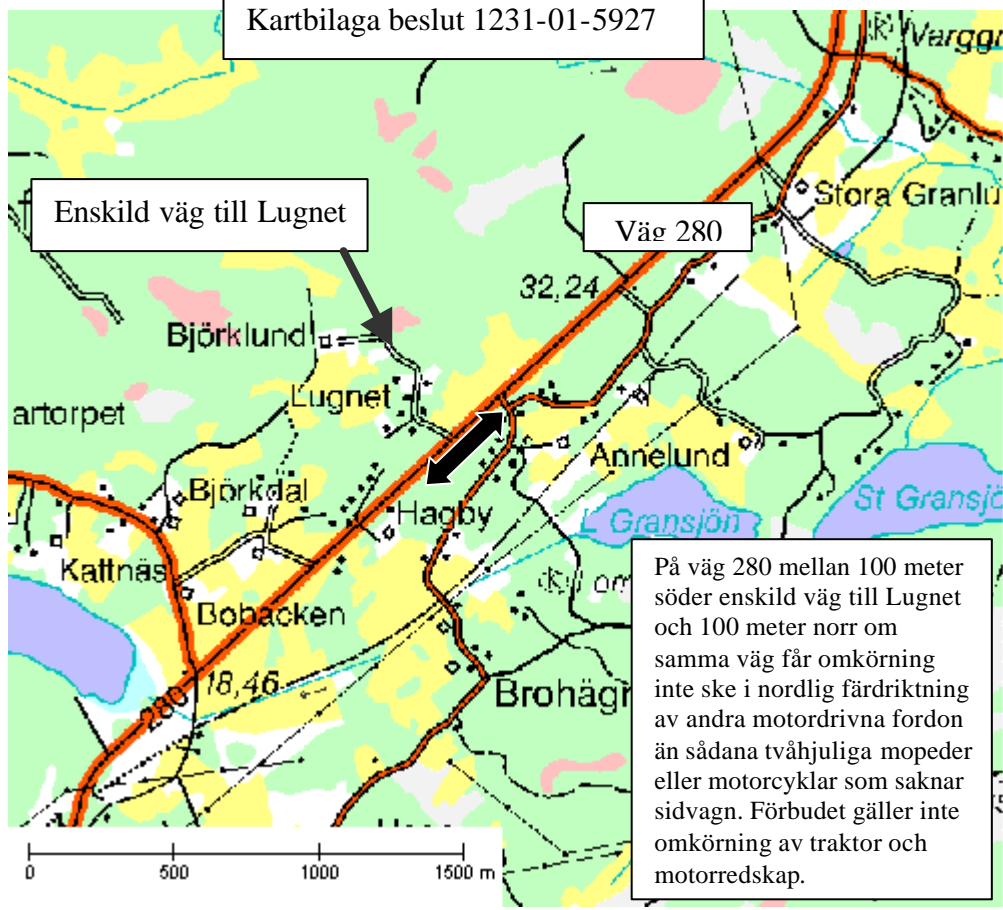 Kartbilaga beslut 1231-01-5927
Varggr
Enskild väg till Lugnet
Stora Granlu
Väg 280
32,24
Björklund
Lugnet
artorpet
Annelund
Björkdal
St Gransjö
Hagby
L Gransjön
Kattnäs
Bobacken
18,46
280
Brohägn
På väg 280 mellan 100 meter
söder enskild väg till Lugnet
och 100 meter norr om
samma väg får omkörning
inte ske i nordlig färdriktning
av andra motordrivna fordon
än sådana tvåhjuliga mopeder
eller motorcyklar som saknar
sidvagn. Förbudet gäller inte
omkörning av traktor och
motorredskap.
0 500 1000 1500 m